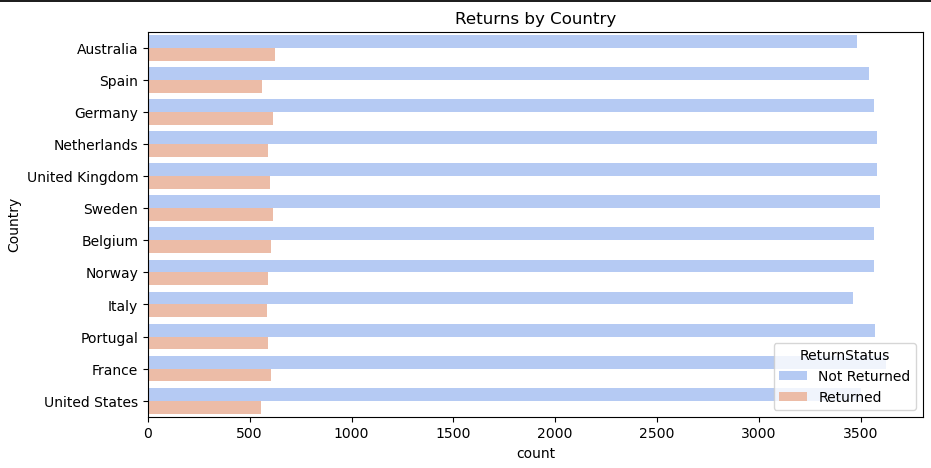 Returns by Country
Country
Australia
Spain
Germany
Netherlands
United Kingdom
Sweden
Belgium
Norway
Italy
Portugal
France
United States
ReturnStatus
Not Returned
Returned
0 500 1000 1500 2000 2500 3000 3500
count